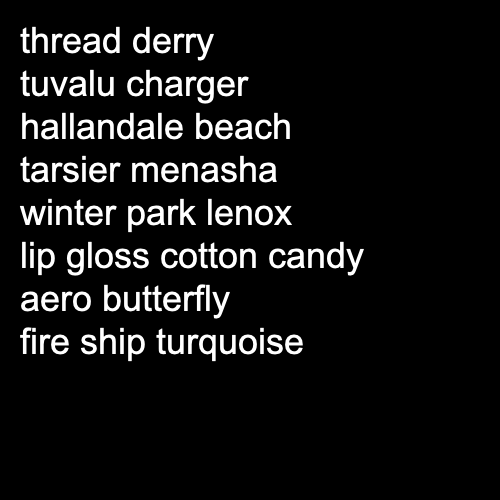 thread derry
tuvalu charger
hallandale beach
tarsier menasha
winter park lenox
lip gloss cotton candy
aero butterfly
fire ship turquoise